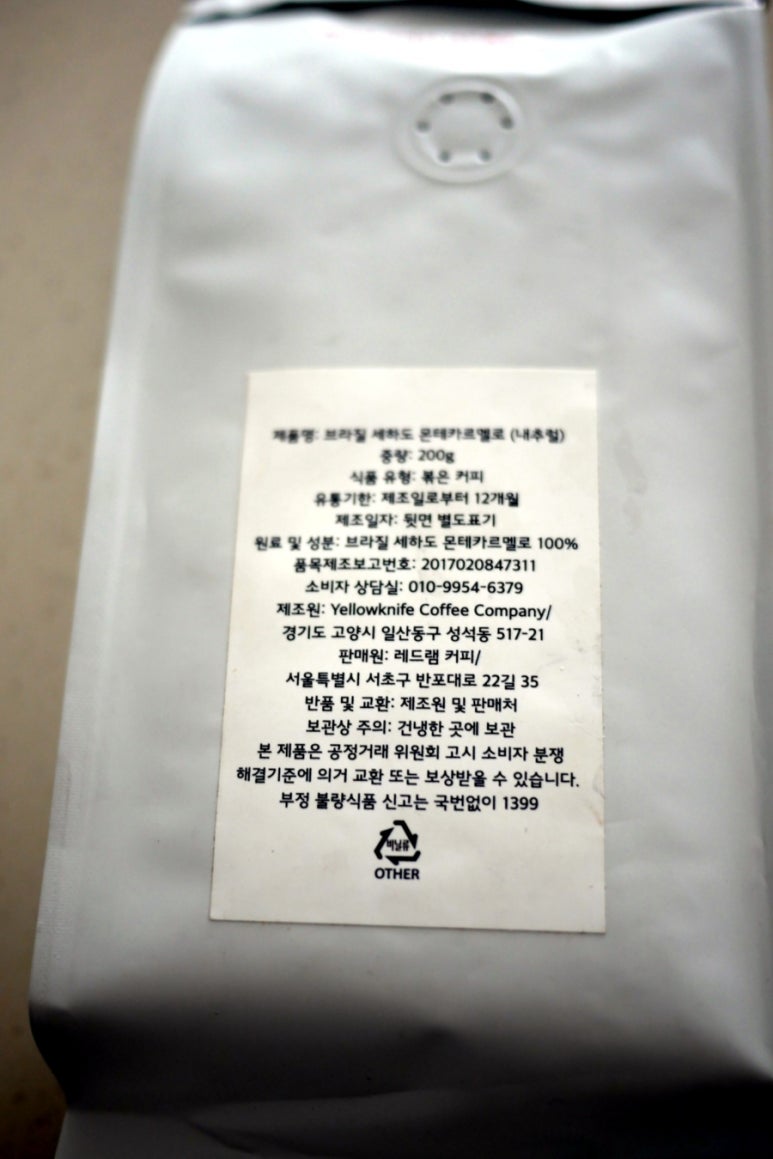 제품명: 브라질 세하도 몬테카르멜로 (내추럴)
중량: 200g
식품 유형: 볶은 커피
유통기한: 제조일로부터 12개월
제조일자: 뒷면 별도표기
원료 및 성분: 브라질 세하도 몬테카르멜로 100%
품목제조보고번호: 2017020847311
소비자 상담실: 010-9954-6379
제조원: Yellowknife Coffee Company/
경기도 고양시 일산동구 성석동 517-21
판매원: 레드램 커피/
서울특별시 서초구 반포대로 22길 35
반품 및 교환: 제조원 및 판매처
보관상 주의: 건냉한 곳에 보관
본 제품은 공정거래 위원회 고시 소비자 분쟁
해결기준에 의거 교환 또는 보상받을 수 있습니다.
부정 불량식품 신고는 국번없이 1399
비닐류
OTHER